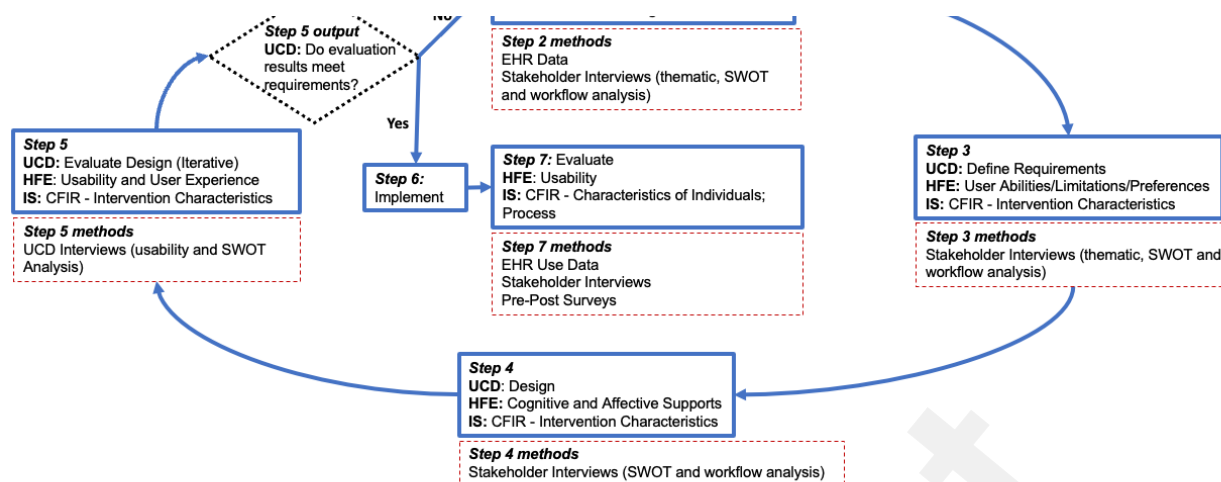 No
Step 5 output
UCD: Do evaluation
results meet
requirements?
Step 2 methods
EHR Data
Stakeholder Interviews (thematic, SWOT
and workflow analysis)
Yes
Step 5
UCD: Evaluate Design (Iterative)
HFE: Usability and User Experience
IS: CFIR - Intervention Characteristics
Step 5 methods
UCD Interviews (usability and SWOT
Analysis)
Step 6:
Implement
Step 7: Evaluate
HFE: Usability
IS: CFIR - Characteristics of Individuals;
Process
Step 7 methods
EHR Use Data
Stakeholder Interviews
Pre-Post Surveys
Step 3
UCD: Define Requirements
HFE: User Abilities/Limitations/Preferences
IS: CFIR - Intervention Characteristics
Step 3 methods
Stakeholder Interviews (thematic, SWOT and
workflow analysis)
Step 4
UCD: Design
HFE: Cognitive and Affective Supports
IS: CFIR - Intervention Characteristics
Step 4 methods
Stakeholder Interviews (SWOT and workflow analysis)